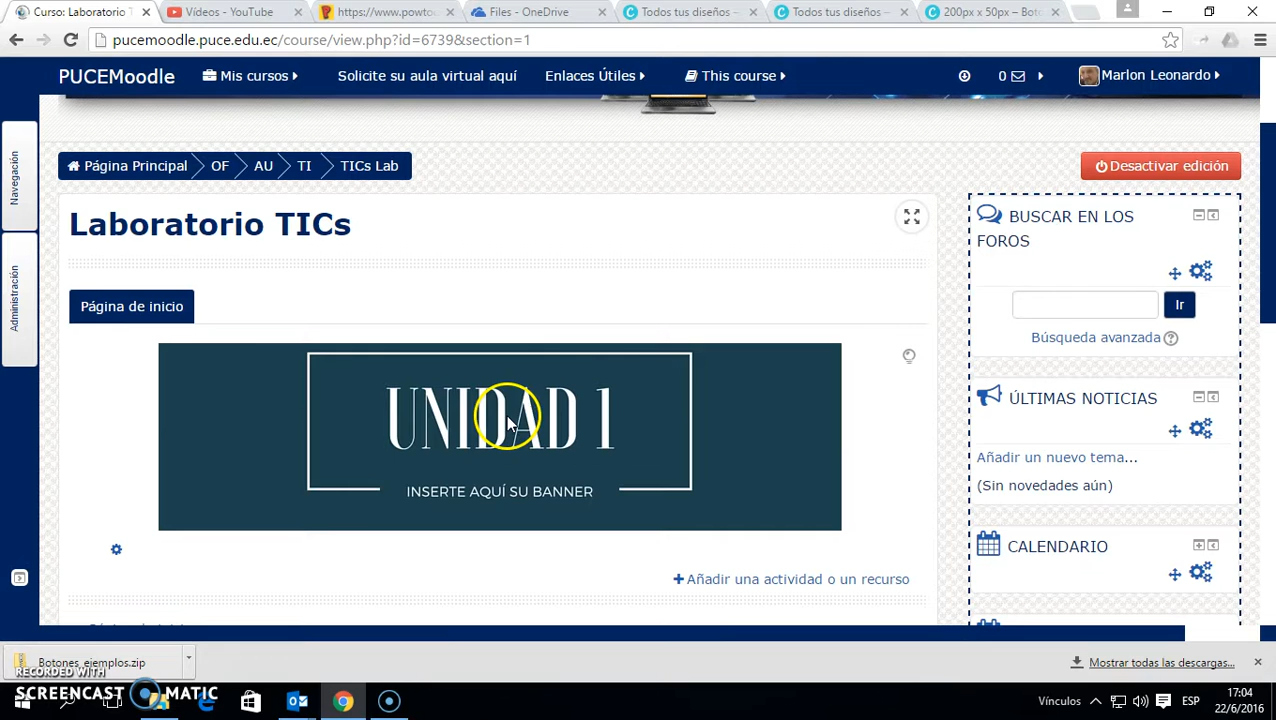 Curso: Laboratorio T
Vídeos - YouTube
https://www.powtoo
Files - OneDrive
Todos tus diseños –
Todos tus diseños –
200px x 50px – Bot
pucemoodle.puce.edu.ec/course/view.php?id=6739&section=1
PUCEMoodle
Mis cursos
Solicite su aula virtual aquí
Enlaces Útiles
This course
0
Marlon Leonardo
Navegación
Administración
Página Principal
OF
AU
TI
TICs Lab
Desactivar edición
Laboratorio TICs
Página de inicio
UNIDAD 1
INSERTE AQUÍ SU BANNER
Añadir una actividad o un recurso
BUSCAR EN LOS
FOROS
Ir
Búsqueda avanzada
ÚLTIMAS NOTICIAS
Añadir un nuevo tema...
(Sin novedades aún)
CALENDARIO
Botones_ejemplos.zip
Mostrar todas las descargas...
RECORDED WITH
SCREENCAST MATIC
Vínculos
ESP
17:04
22/6/2016